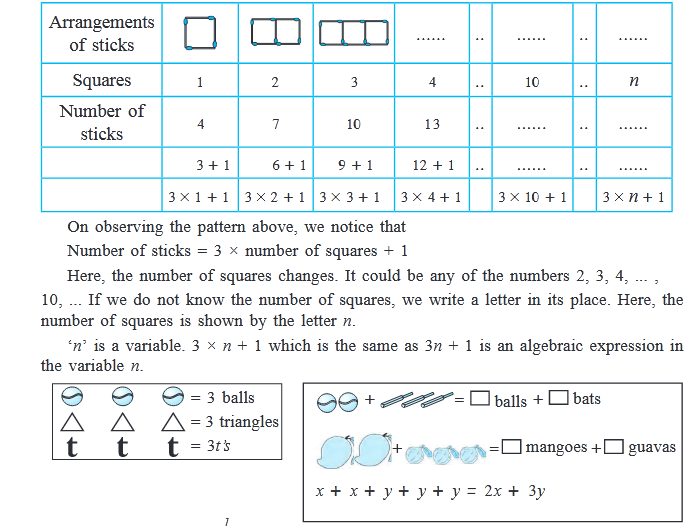 Arrangements of sticks ...... .. ...... .. ......
Squares 1 2 3 4 .. 10 .. n
Number of sticks 4 7 10 13 .. ...... .. ......
3 + 1 6 + 1 9 + 1 12 + 1 .. ...... .. ......
3 × 1 + 1 3 × 2 + 1 3 × 3 + 1 3 × 4 + 1 3 × 10 + 1 3 × n + 1
On observing the pattern above, we notice that
Number of sticks = 3 × number of squares + 1
Here, the number of squares changes. It could be any of the numbers 2, 3, 4, ... ,
10, ... If we do not know the number of squares, we write a letter in its place. Here, the
number of squares is shown by the letter n.
‘n’ is a variable. 3 × n + 1 which is the same as 3n + 1 is an algebraic expression in
the variable n.
= 3 balls
= 3 triangles
t t t = 3t’s
+ = □ balls + □ bats
+ = □ mangoes + □ guavas
x + x + y + y + y = 2x + 3y
1